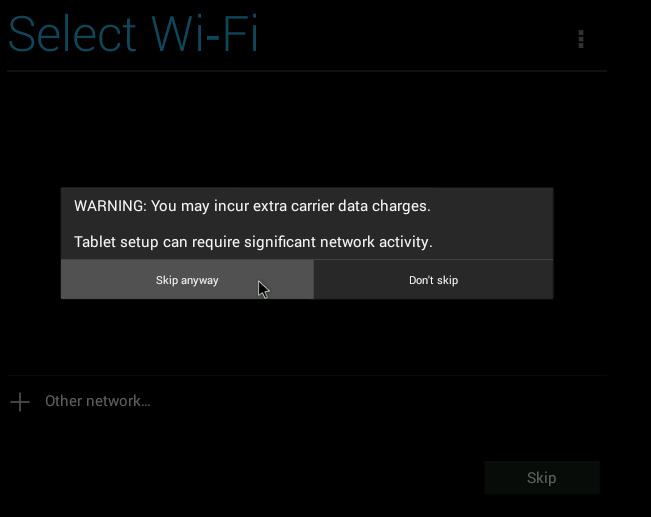 Select Wi-Fi
WARNING: You may incur extra carrier data charges.
Tablet setup can require significant network activity.
Skip anyway
Don't skip
Other network...
Skip